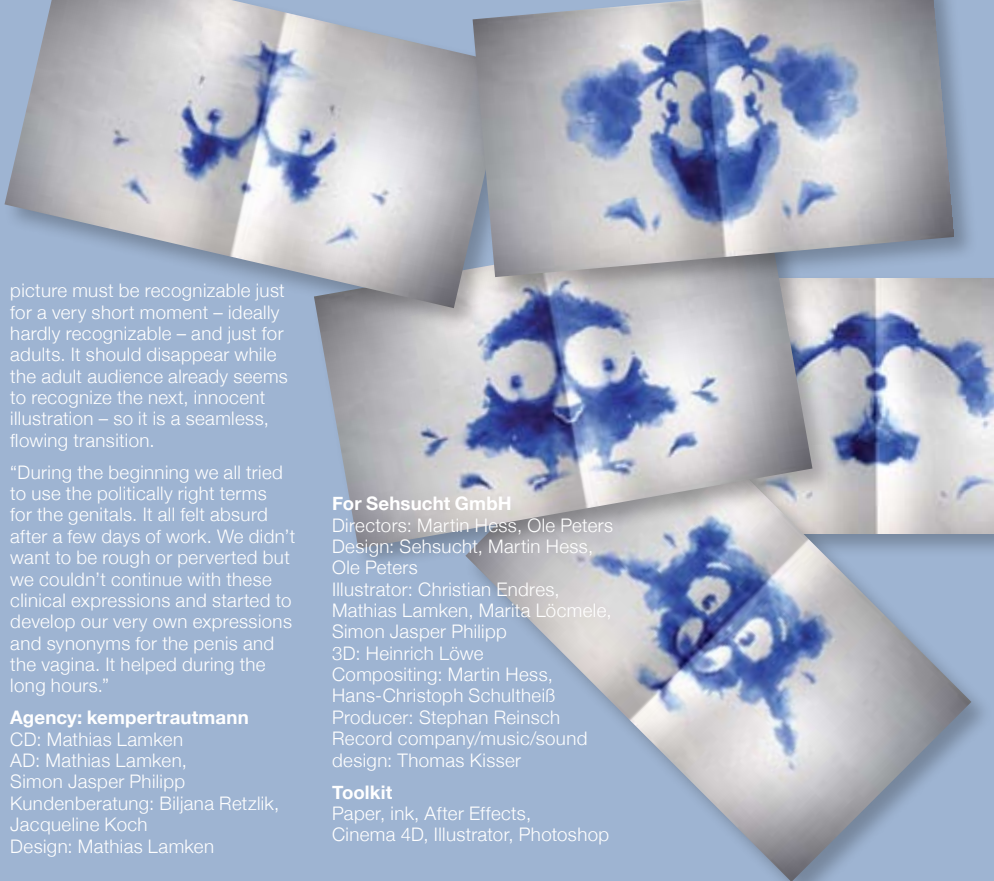 picture must be recognizable just
for a very short moment – ideally
hardly recognizable – and just for
adults. It should disappear while
the adult audience already seems
to recognize the next, innocent
illustration – so it is a seamless,
flowing transition.
“During the beginning we all tried
to use the politically right terms
for the genitals. It all felt absurd
after a few days of work. We didn’t
want to be rough or perverted but
we couldn’t continue with these
clinical expressions and started to
develop our very own expressions
and synonyms for the penis and
the vagina. It helped during the
long hours.”
Agency: kempertrautmann
CD: Mathias Lamken
AD: Mathias Lamken,
Simon Jasper Philipp
Kundenberatung: Biljana Retzlik,
Jacqueline Koch
Design: Mathias Lamken
For Sehsucht GmbH
Directors: Martin Hess, Ole Peters
Design: Sehsucht, Martin Hess,
Ole Peters
Illustrator: Christian Endres,
Mathias Lamken, Marita Löcmele,
Simon Jasper Philipp
3D: Heinrich Löwe
Compositing: Martin Hess,
Hans-Christoph Schultheiß
Producer: Stephan Reinsch
Record company/music/sound
design: Thomas Kisser
Toolkit
Paper, ink, After Effects,
Cinema 4D, Illustrator, Photoshop